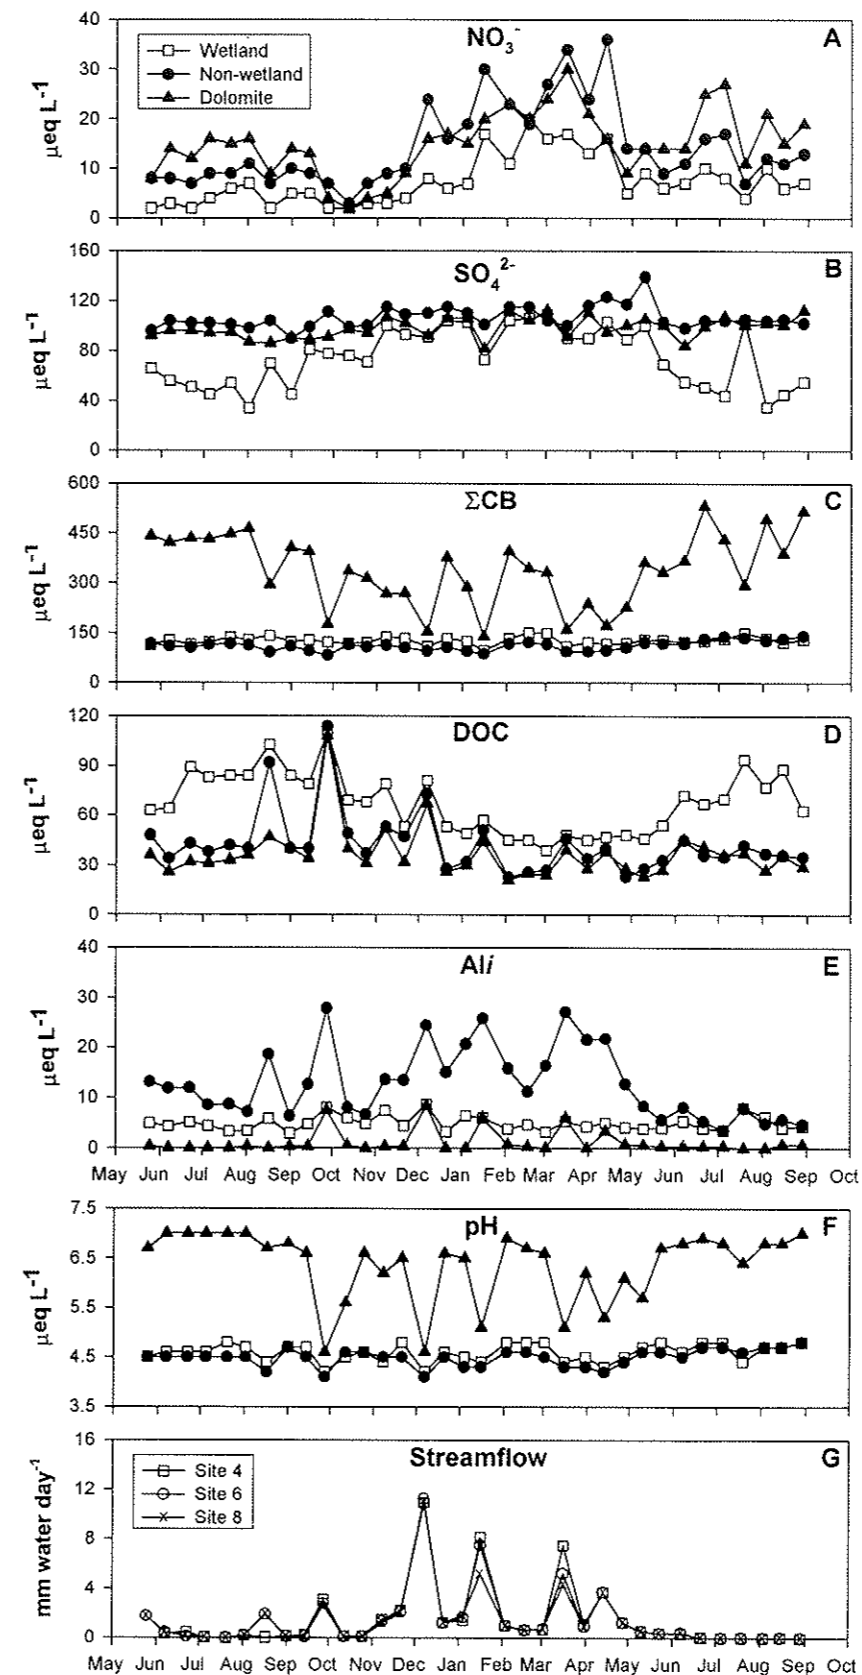 NO3-
A
40
30
20
10
0
μeq L-1
Wetland
Non-wetland
Dolomite
SO4 2-
B
160
120
80
40
0
μeq L-1
ΣCB
C
600
450
300
150
0
μeq L-1
DOC
D
120
90
60
30
0
μeq L-1
Ali
E
40
30
20
10
0
μeq L-1
May Jun Jul Aug Sep Oct Nov Dec Jan Feb Mar Apr May Jun Jul Aug Sep Oct
pH
F
7.5
6.5
5.5
4.5
3.5
μeq L-1
Streamflow
G
16
12
8
4
0
mm water day-1
Site 4
Site 6
Site 8
May Jun Jul Aug Sep Oct Nov Dec Jan Feb Mar Apr May Jun Jul Aug Sep Oct